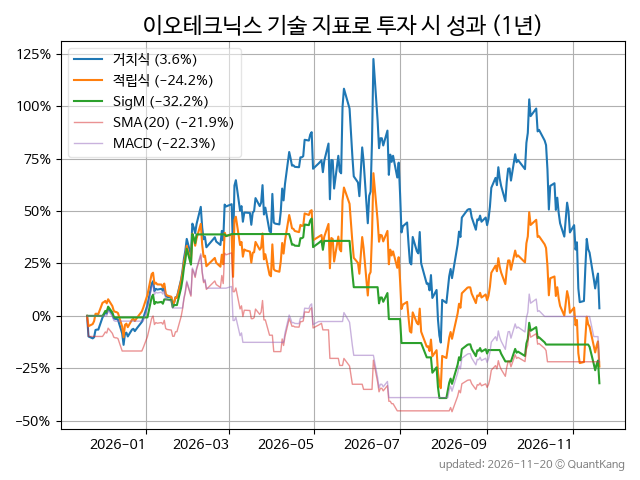 이오테크닉스 기술 지표로 투자 시 성과 (1년)
125%
100%
75%
50%
25%
0%
−25%
−50%
거치식 (3.6%)
적립식 (−24.2%)
SigM (−32.2%)
SMA(20) (−21.9%)
MACD (−22.3%)
2026-01 2026-03 2026-05 2026-07 2026-09 2026-11
updated: 2026-11-20 © QuantKang